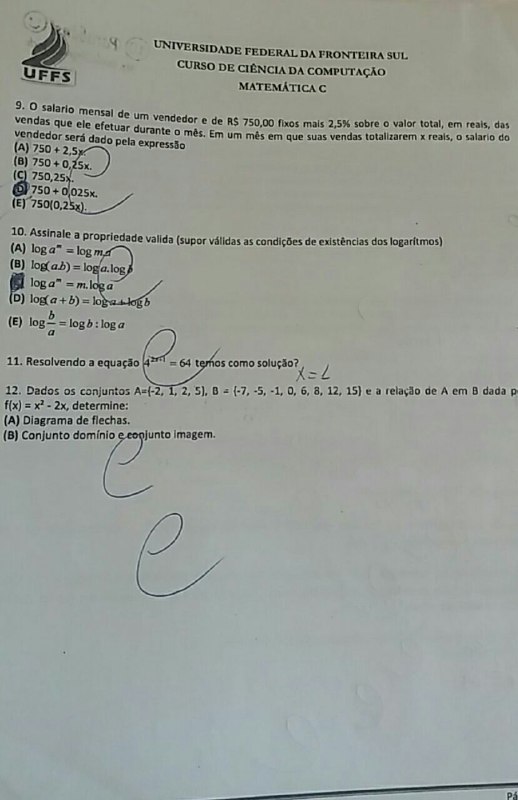 UFFS
UNIVERSIDADE FEDERAL DA FRONTEIRA SUL
CURSO DE CIÊNCIA DA COMPUTAÇÃO
MATEMÁTICA C
9. O salario mensal de um vendedor e de R$ 750,00 fixos mais 2,5% sobre o valor total, em reais, das
vendas que ele efetuar durante o mês. Em um mês em que suas vendas totalizarem x reais, o salario do
vendedor será dado pela expressão
(A) 750 + 2,5x.
(B) 750 + 0,25x.
(C) 750,25x.
(D) 750 + 0,025x.
(E) 750(0,25x).
10. Assinale a propriedade valida (supor válidas as condições de existências dos logarítmos)
(A) log aᵐ = log m.a
(B) log(a.b) = log a.log b
log aᵐ = m.log a
(D) log(a + b) = log a + log b
(E) log b/a = log b : log a
11. Resolvendo a equação 4²ˣ⁻¹ = 64 temos como solução?
12. Dados os conjuntos A={-2, 1, 2, 5}, B = {-7, -5, -1, 0, 6, 8, 12, 15} e a relação de A em B dada p
f(x) = x² - 2x, determine:
(A) Diagrama de flechas.
(B) Conjunto domínio e conjunto imagem.
Pá